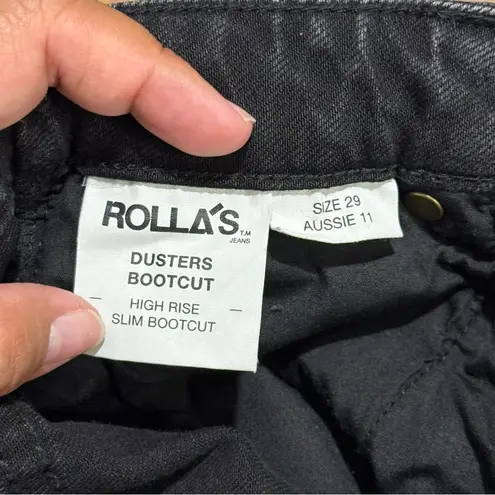 ROLLA'S T.M
JEANS
DUSTERS
BOOTCUT
HIGH RISE
SLIM BOOTCUT
SIZE 29
AUSSIE 11